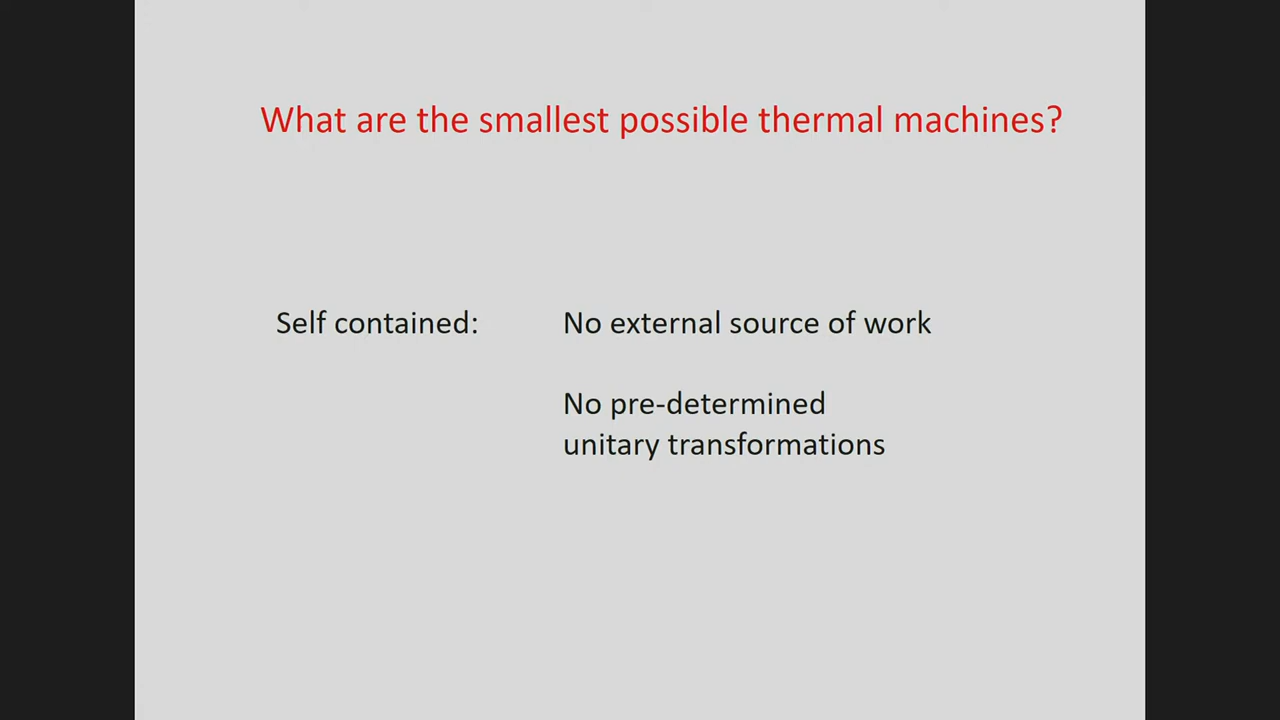 What are the smallest possible thermal machines?
Self contained: No external source of work
No pre-determined
unitary transformations